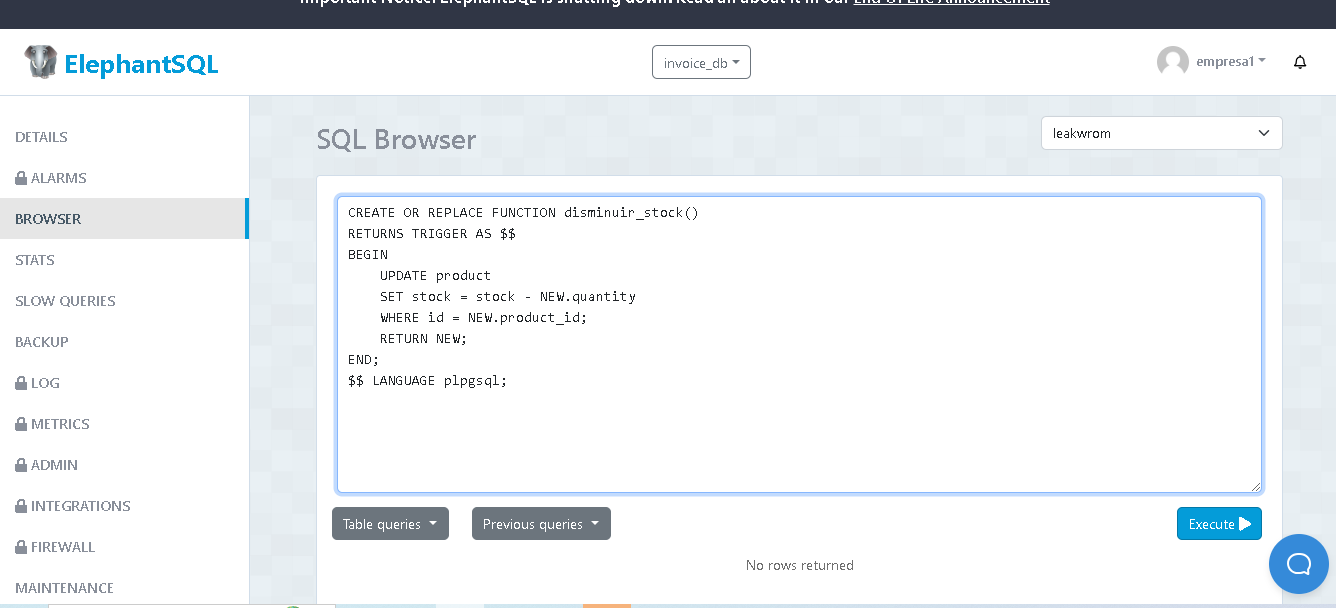 Important Notice: ElephantSQL is shutting down. Read all about it in our End Of Life Announcement
ElephantSQL
invoice_db
empresa1
DETAILS
ALARMS
BROWSER
STATS
SLOW QUERIES
BACKUP
LOG
METRICS
ADMIN
INTEGRATIONS
FIREWALL
MAINTENANCE
SQL Browser
leakwrom
CREATE OR REPLACE FUNCTION disminuir_stock()
RETURNS TRIGGER AS $$
BEGIN
    UPDATE product
    SET stock = stock - NEW.quantity
    WHERE id = NEW.product_id;
    RETURN NEW;
END;
$$ LANGUAGE plpgsql;
Table queries
Previous queries
Execute
No rows returned